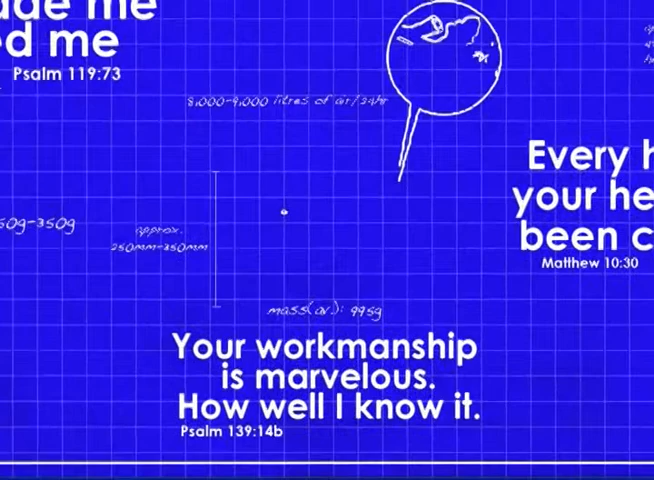 ade me
ed me
Psalm 119:73
8,000-9,000 litres of air/24hr
50g-350g
approx.
250mm-350mm
mass(av.): 995g
Every h
your he
been c
Matthew 10:30
Your workmanship
is marvelous.
How well I know it.
Psalm 139:14b